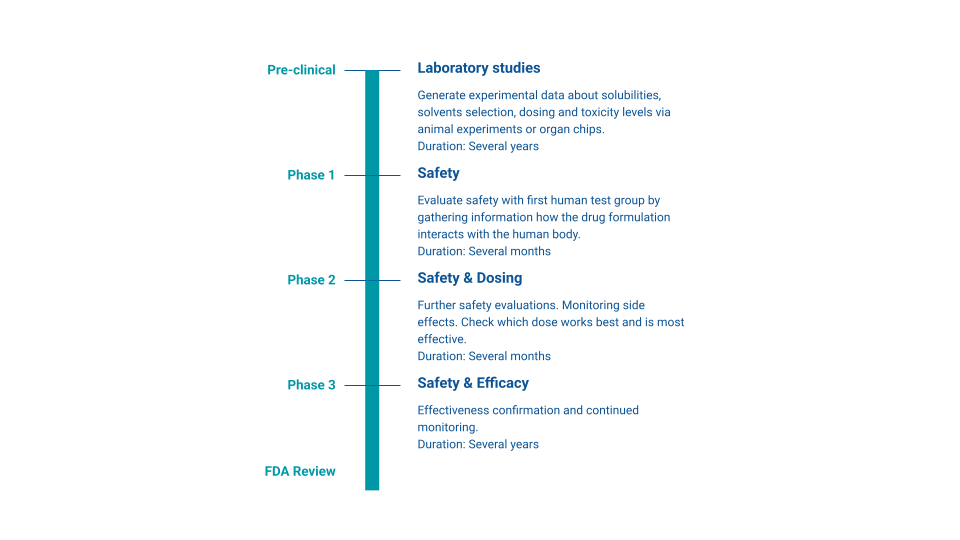 Pre-clinical
Laboratory studies
Generate experimental data about solubilities,
solvents selection, dosing and toxicity levels via
animal experiments or organ chips.
Duration: Several years
Phase 1
Safety
Evaluate safety with first human test group by
gathering information how the drug formulation
interacts with the human body.
Duration: Several months
Phase 2
Safety & Dosing
Further safety evaluations. Monitoring side
effects. Check which dose works best and is most
effective.
Duration: Several months
Phase 3
Safety & Efficacy
Effectiveness confirmation and continued
monitoring.
Duration: Several years
FDA Review